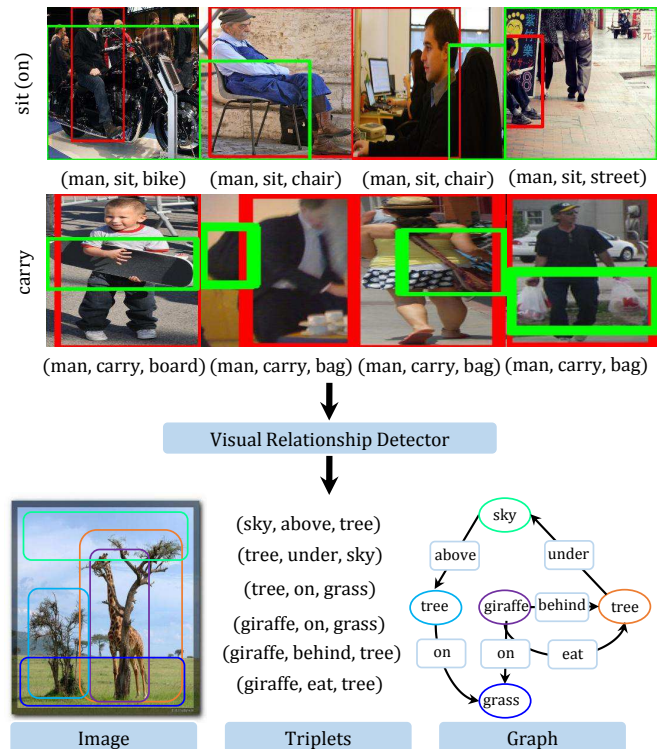 sit (on)
(man, sit, bike) (man, sit, chair) (man, sit, chair) (man, sit, street)
carry
(man, carry, board) (man, carry, bag) (man, carry, bag) (man, carry, bag)
Visual Relationship Detector
(sky, above, tree)
(tree, under, sky)
(tree, on, grass)
(giraffe, on, grass)
(giraffe, behind, tree)
(giraffe, eat, tree)
sky
above under
tree giraffe behind tree
on on eat
grass
Image Triplets Graph